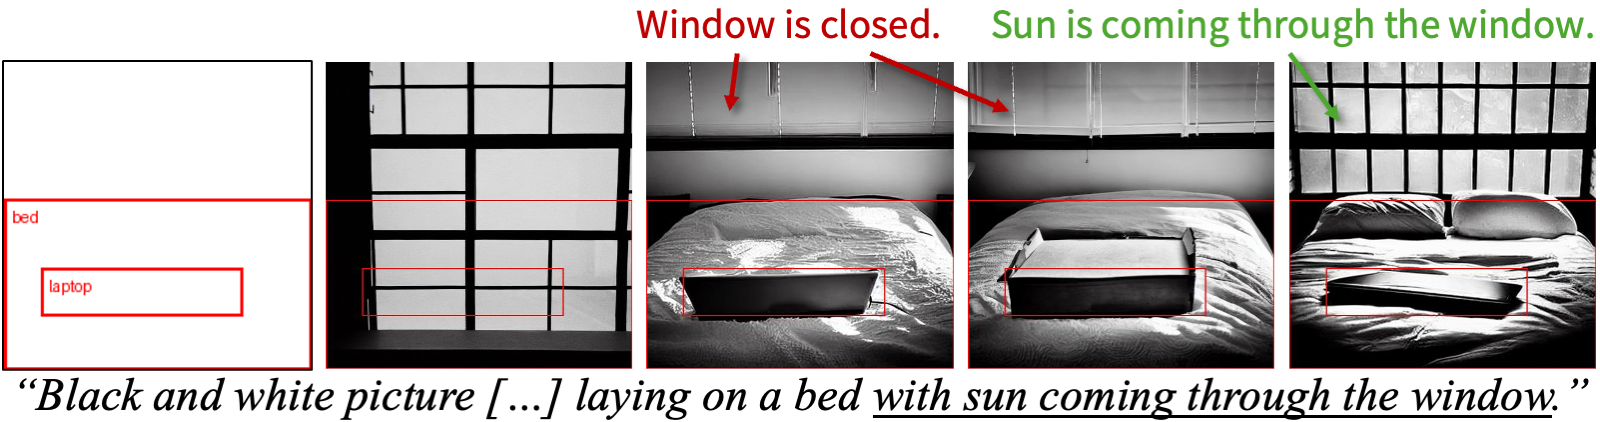 Window is closed.
Sun is coming through the window.
bed
laptop
“Black and white picture [...] laying on a bed with sun coming through the window.”